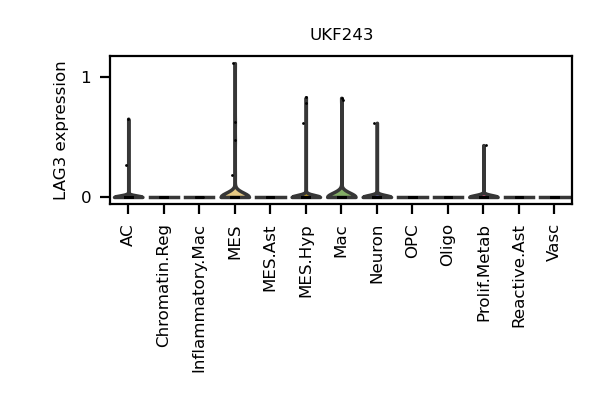 UKF243
LAG3 expression
1
0
AC
Chromatin.Reg
Inflammatory.Mac
MES
MES.Ast
MES.Hyp
Mac
Neuron
OPC
Oligo
Prolif.Metab
Reactive.Ast
Vasc